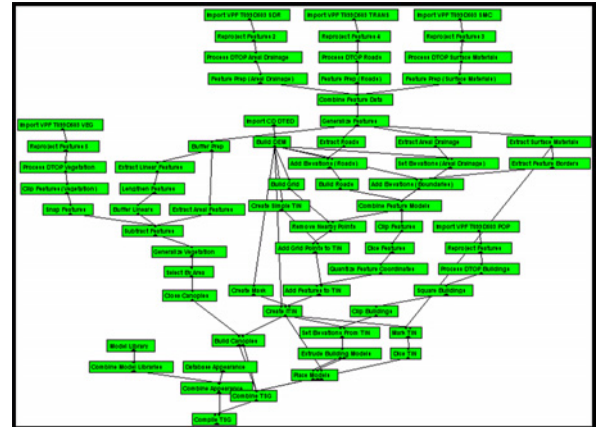 Import VPF
SDR
Import VPF
TRANS
Import VPF
SMC
Reproject Features 2
Reproject Features 4
Reproject Features
Process DTOP Areal Drainage
Process DTOP Roads
Process DTOP Surface Materials
Feature Prep (Areal Drainage)
Feature Prep (Roads)
Feature Prep (Surface Materials)
Combine Feature Data
Import VPF
VEG
Import CD DTED
Generalize Features
Reproject Features 3
Buffer Prep
Build DEM
Extract Roads
Extract Areal Drainage
Extract Surface Materials
Process DTOP Vegetation
Extract Linear Features
Add Elevations (Roads)
Set Elevations (Areal Drainage)
Extract Feature Borders
Clip Features (Vegetation)
Lengthen Features
Build Grid
Build Roads
Add Elevations (Boundaries)
Snap Features
Buffer Linears
Extract Areal Features
Create Simple TIN
Combine Feature Models
Subtract Features
Remove Nearby Points
Clip Features
Import VPF
POP
Generalize Vegetation
Add Grid Points to TIN
Dice Features
Reproject Features
Select By Area
Quantize Feature Coordinates
Process DTOP Buildings
Close Canopies
Create Mask
Add Features to TIN
Square Buildings
Create ITIN
Clip Buildings
Build Canopies
Set Elevations From TIN
Mark TIN
Model Library
Extrude Building Models
Dice TIN
Combine Model Libraries
Database Appearance
Place Models
Combine Appearance
Combine TSG
Compile TSG